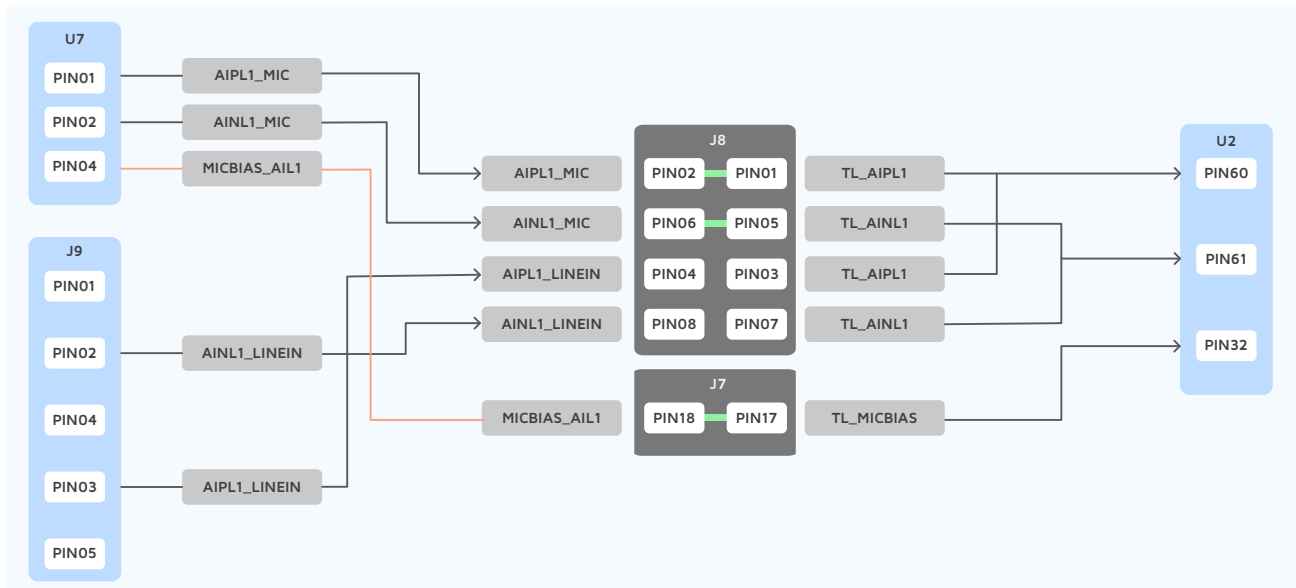 U7
PIN01
PIN02
PIN04
AIPL1_MIC
AINL1_MIC
MICBIAS_AIL1
J9
PIN01
PIN02
PIN04
PIN03
PIN05
AINL1_LINEIN
AIPL1_LINEIN
AIPL1_MIC
AINL1_MIC
AIPL1_LINEIN
AINL1_LINEIN
MICBIAS_AIL1
J8
PIN02 PIN01
PIN06 PIN05
PIN04 PIN03
PIN08 PIN07
J7
PIN18 PIN17
TL_AIPL1
TL_AINL1
TL_AIPL1
TL_AINL1
TL_MICBIAS
U2
PIN60
PIN61
PIN32